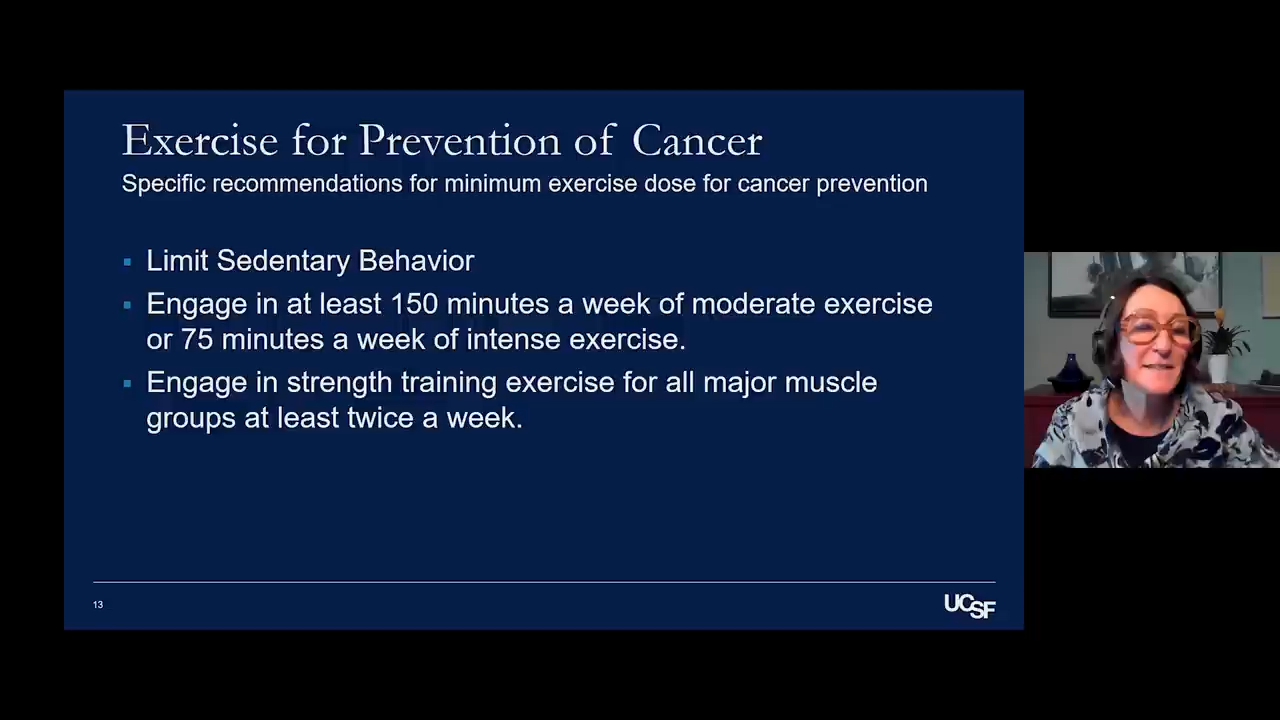 Exercise for Prevention of Cancer
Specific recommendations for minimum exercise dose for cancer prevention
▪ Limit Sedentary Behavior
▪ Engage in at least 150 minutes a week of moderate exercise
or 75 minutes a week of intense exercise.
▪ Engage in strength training exercise for all major muscle
groups at least twice a week.
13
UCSF